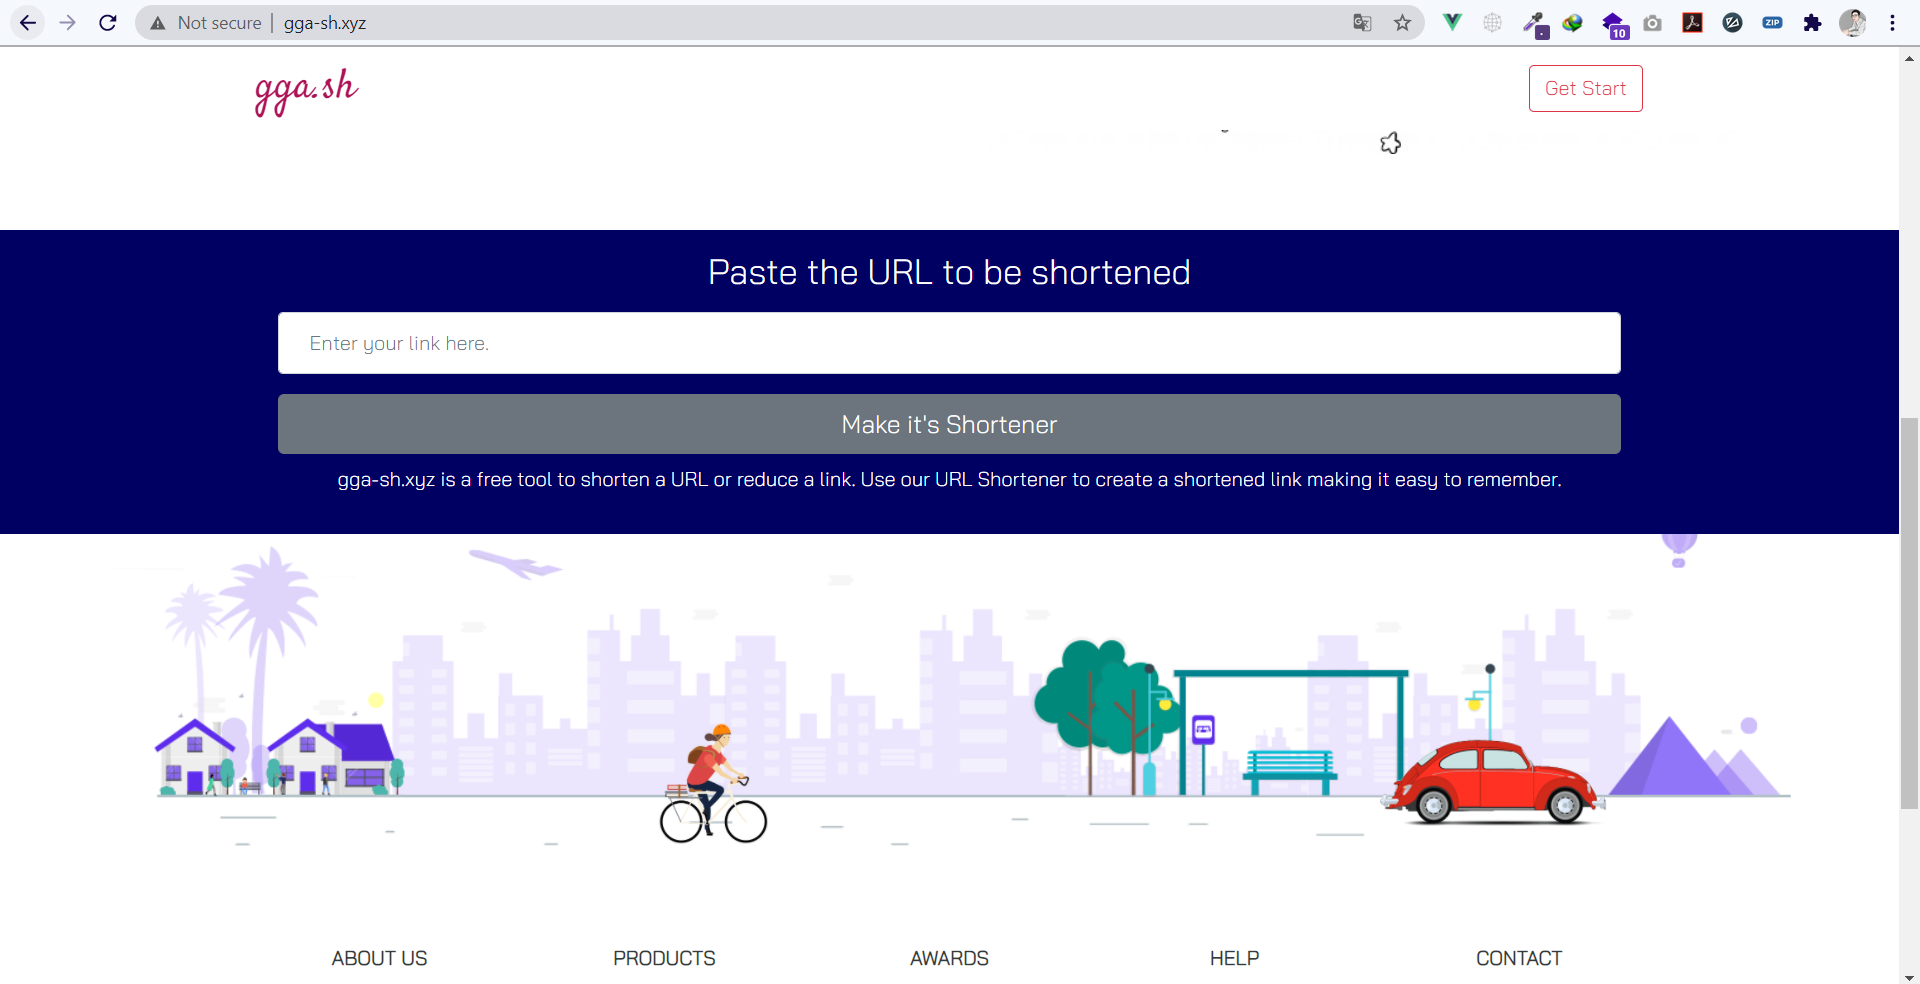 Not secure | gga-sh.xyz
10
ZIP
gga.sh
Get Start
Paste the URL to be shortened
Enter your link here.
Make it's Shortener
gga-sh.xyz is a free tool to shorten a URL or reduce a link. Use our URL Shortener to create a shortened link making it easy to remember.
ABOUT US
PRODUCTS
AWARDS
HELP
CONTACT